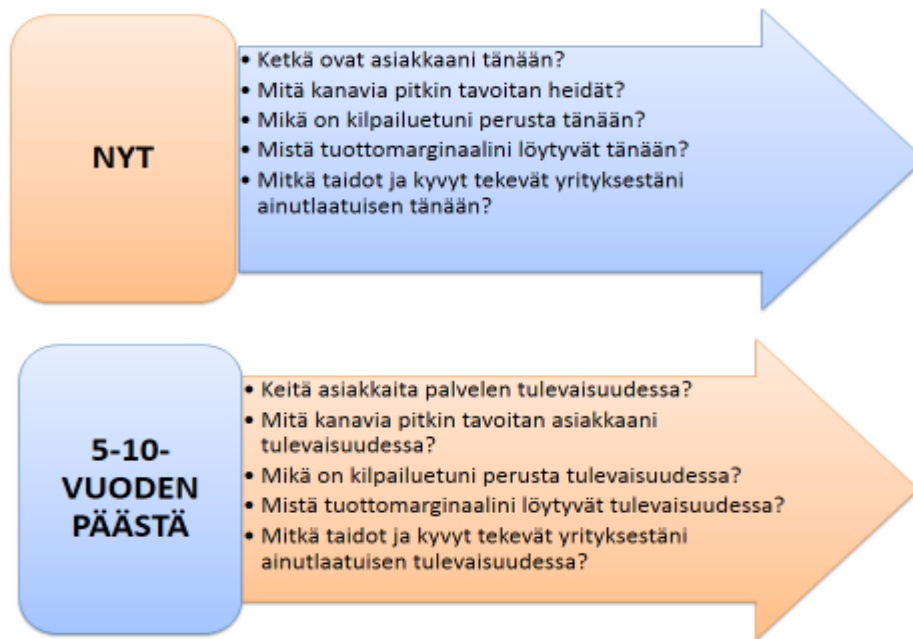 NYT
• Ketkä ovat asiakkaani tänään?
• Mitä kanavia pitkin tavoitan heidät?
• Mikä on kilpailuetuni perusta tänään?
• Mistä tuottomarginaalini löytyvät tänään?
• Mitkä taidot ja kyvyt tekevät yrityksestäni
ainutlaatuisen tänään?
5-10-
VUODEN
PÄÄSTÄ
• Keitä asiakkaita palvelen tulevaisuudessa?
• Mitä kanavia pitkin tavoitan asiakkaani
tulevaisuudessa?
• Mikä on kilpailuetuni perusta tulevaisuudessa?
• Mistä tuottomarginaalini löytyvät tulevaisuudessa?
• Mitkä taidot ja kyvyt tekevät yrityksestäni
ainutlaatuisen tulevaisuudessa?